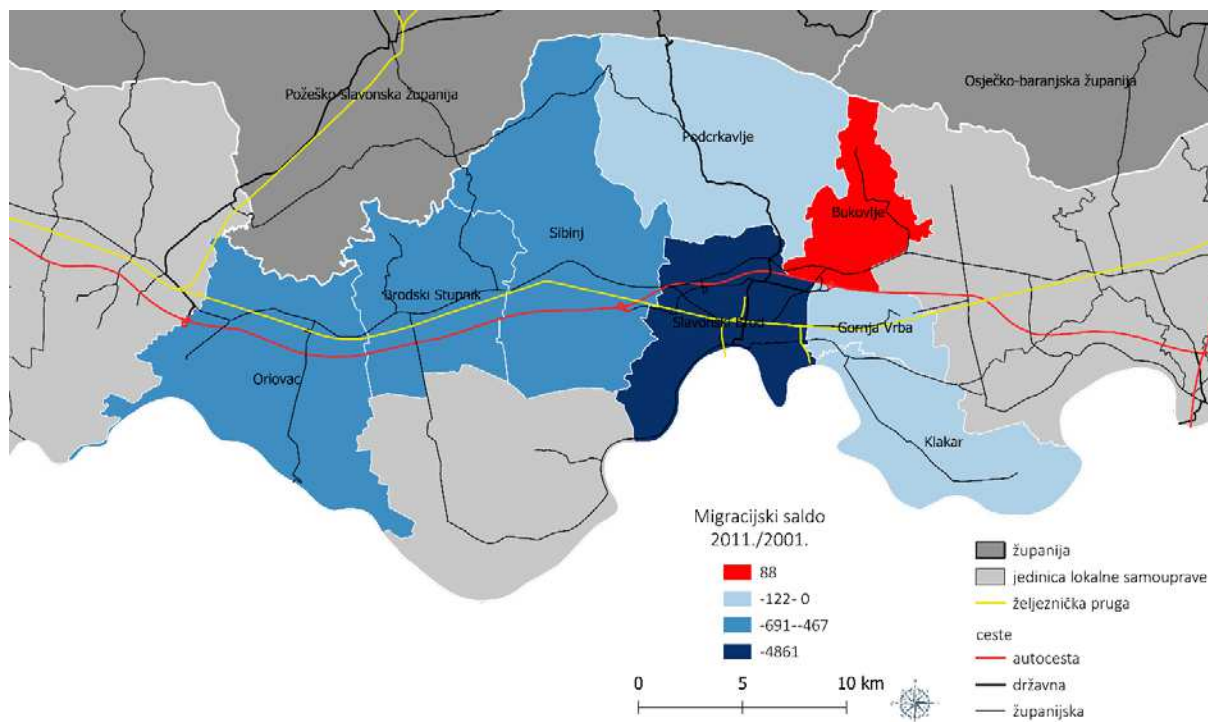 Osječko-baranjska županija
Požeško-slavonska županija
Podcrkavlje
Bukovlje
Sibinj
Brodski Stupnik
Slavonski Brod
Gornja Vrba
Oriovac
Klakar
Migracijski saldo
2011./2001.
88
-122- 0
-691--467
-4861
0 5 10 km
županija
jedinica lokalne samouprave
željeznička pruga
ceste
autocesta
državna
županijska